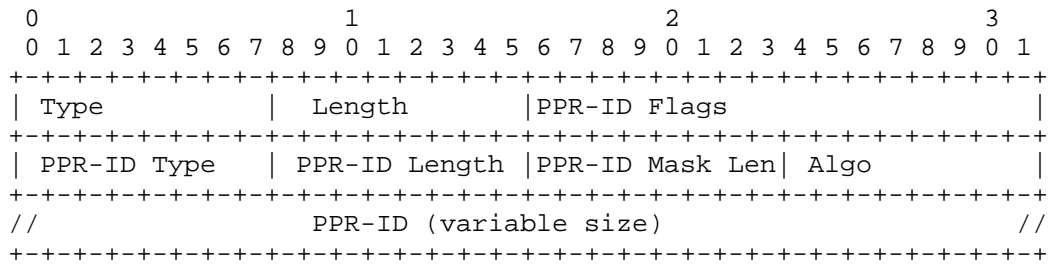 0                   1                   2                   3
 0 1 2 3 4 5 6 7 8 9 0 1 2 3 4 5 6 7 8 9 0 1 2 3 4 5 6 7 8 9 0 1
+-+-+-+-+-+-+-+-+-+-+-+-+-+-+-+-+-+-+-+-+-+-+-+-+-+-+-+-+-+-+-+-+
| Type          |  Length       |PPR-ID Flags                   |
+-+-+-+-+-+-+-+-+-+-+-+-+-+-+-+-+-+-+-+-+-+-+-+-+-+-+-+-+-+-+-+-+
| PPR-ID Type   | PPR-ID Length |PPR-ID Mask Len| Algo          |
+-+-+-+-+-+-+-+-+-+-+-+-+-+-+-+-+-+-+-+-+-+-+-+-+-+-+-+-+-+-+-+-+
//                 PPR-ID (variable size)                      //
+-+-+-+-+-+-+-+-+-+-+-+-+-+-+-+-+-+-+-+-+-+-+-+-+-+-+-+-+-+-+-+-+